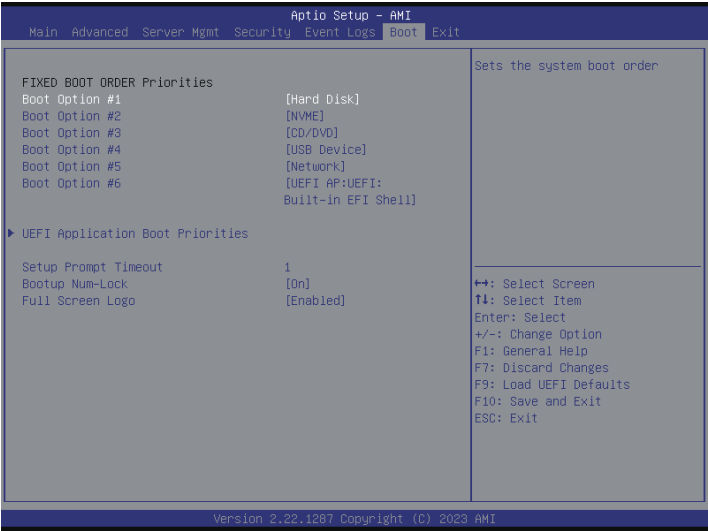 Aptio Setup – AMI
Main Advanced Server Mgmt Security Event Logs Boot Exit
Sets the system boot order
FIXED BOOT ORDER Priorities
Boot Option #1 [Hard Disk]
Boot Option #2 [NVME]
Boot Option #3 [CD/DVD]
Boot Option #4 [USB Device]
Boot Option #5 [Network]
Boot Option #6 [UEFI AP:UEFI:
Built-in EFI Shell]
UEFI Application Boot Priorities
Setup Prompt Timeout 1
Bootup Num-Lock [On]
Full Screen Logo [Enabled]
↔: Select Screen
↑↓: Select Item
Enter: Select
+/-: Change Option
F1: General Help
F7: Discard Changes
F9: Load UEFI Defaults
F10: Save and Exit
ESC: Exit
Version 2.22.1287 Copyright (C) 2023 AMI